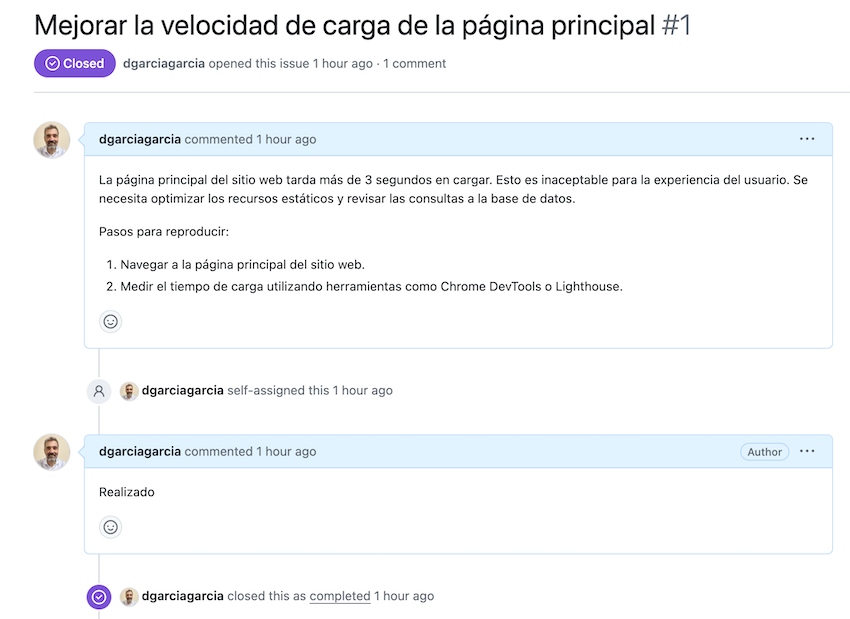 Mejorar la velocidad de carga de la página principal #1
Closed dgarciagarcia opened this issue 1 hour ago · 1 comment
dgarciagarcia commented 1 hour ago
La página principal del sitio web tarda más de 3 segundos en cargar. Esto es inaceptable para la experiencia del usuario. Se
necesita optimizar los recursos estáticos y revisar las consultas a la base de datos.
Pasos para reproducir:
1. Navegar a la página principal del sitio web.
2. Medir el tiempo de carga utilizando herramientas como Chrome DevTools o Lighthouse.
dgarciagarcia self-assigned this 1 hour ago
dgarciagarcia commented 1 hour ago Author
Realizado
dgarciagarcia closed this as completed 1 hour ago